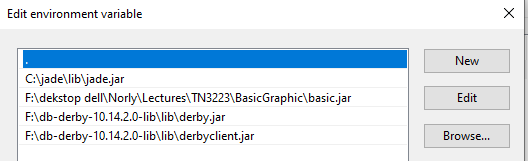 Edit environment variable
.
C:\jade\lib\jade.jar
F:\dekstop dell\Norly\Lectures\TN3223\BasicGraphic\basic.jar
F:\db-derby-10.14.2.0-lib\lib\derby.jar
F:\db-derby-10.14.2.0-lib\lib\derbyclient.jar
New
Edit
Browse...